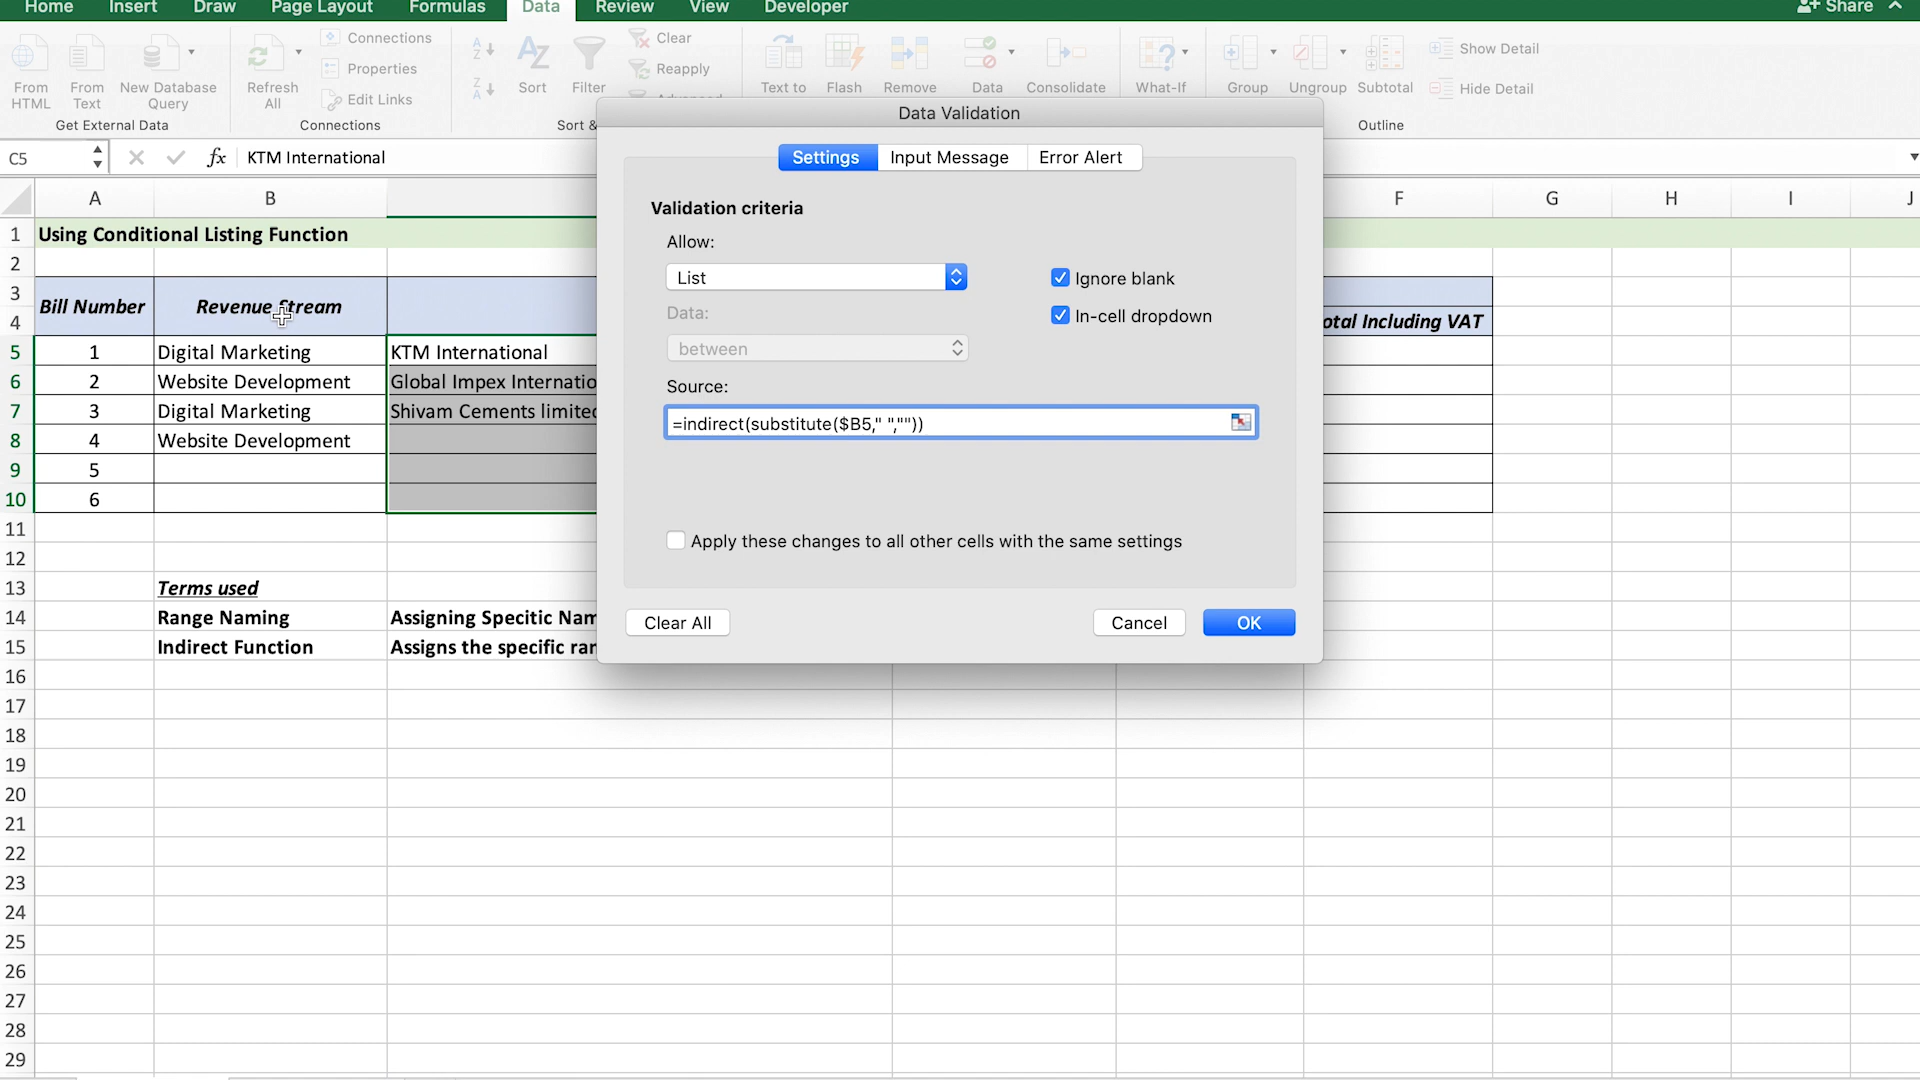 Home Insert Draw Page Layout Formulas Data Review View Developer Share
Connections Clear Show Detail
Properties Reapply
From HTML From Text New Database Query Refresh All Edit Links Sort Filter Advanced Text to Flash Remove Data Consolidate What-If Group Ungroup Subtotal Hide Detail
Get External Data Connections Sort & Outline
Data Validation
C5 fx KTM International
Settings Input Message Error Alert
A B F G H I J
Validation criteria
Allow:
List
Ignore blank
Data:
In-cell dropdown
between
Source:
=indirect(substitute($B5," ",""))
Apply these changes to all other cells with the same settings
Clear All Cancel OK
1 Using Conditional Listing Function
2
3 Bill Number Revenue Stream
4 otal Including VAT
5 1 Digital Marketing KTM International
6 2 Website Development Global Impex Internatio
7 3 Digital Marketing Shivam Cements limited
8 4 Website Development
9 5
10 6
11
12
13 Terms used
14 Range Naming Assigning Specitic Nam
15 Indirect Function Assigns the specific ran
16
17
18
19
20
21
22
23
24
25
26
27
28
29